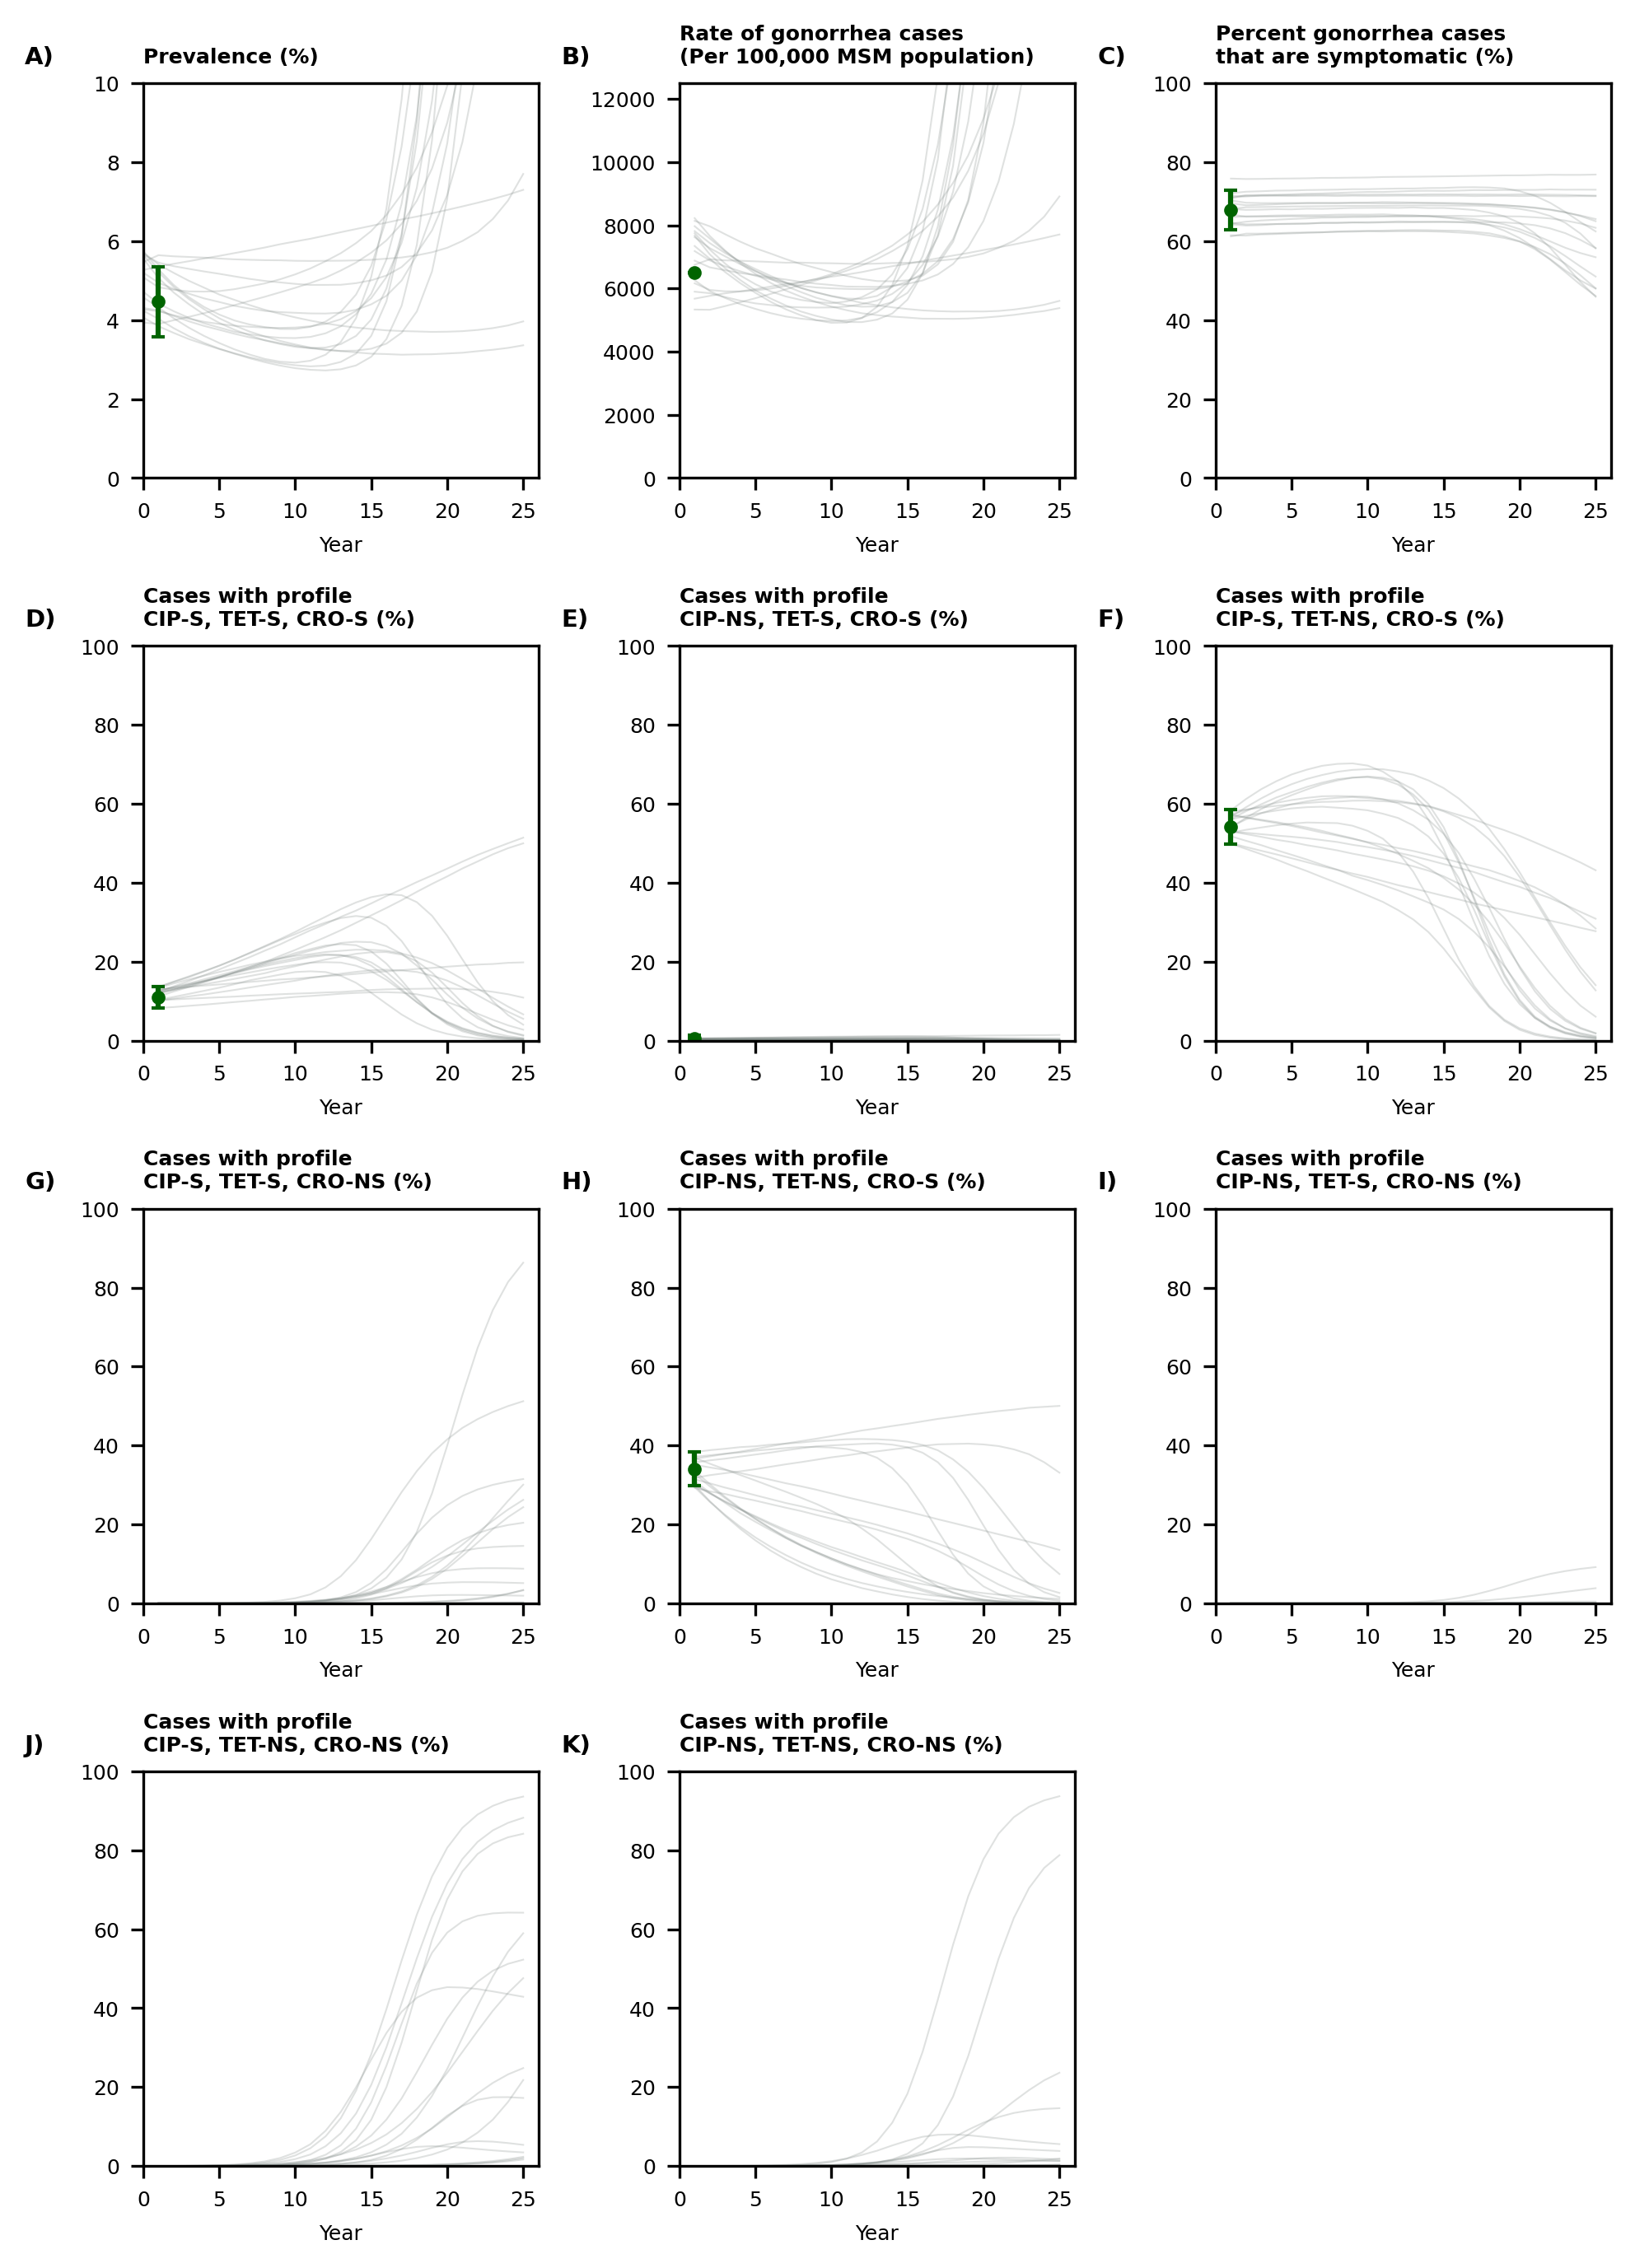 A)
Prevalence (%)
10
8
6
4
2
0
0 5 10 15 20 25
Year
B)
Rate of gonorrhea cases
(Per 100,000 MSM population)
12000
10000
8000
6000
4000
2000
0
0 5 10 15 20 25
Year
C)
Percent gonorrhea cases
that are symptomatic (%)
100
80
60
40
20
0
0 5 10 15 20 25
Year
D)
Cases with profile
CIP-S, TET-S, CRO-S (%)
100
80
60
40
20
0
0 5 10 15 20 25
Year
E)
Cases with profile
CIP-NS, TET-S, CRO-S (%)
100
80
60
40
20
0
0 5 10 15 20 25
Year
F)
Cases with profile
CIP-S, TET-NS, CRO-S (%)
100
80
60
40
20
0
0 5 10 15 20 25
Year
G)
Cases with profile
CIP-S, TET-S, CRO-NS (%)
100
80
60
40
20
0
0 5 10 15 20 25
Year
H)
Cases with profile
CIP-NS, TET-NS, CRO-S (%)
100
80
60
40
20
0
0 5 10 15 20 25
Year
I)
Cases with profile
CIP-NS, TET-S, CRO-NS (%)
100
80
60
40
20
0
0 5 10 15 20 25
Year
J)
Cases with profile
CIP-S, TET-NS, CRO-NS (%)
100
80
60
40
20
0
0 5 10 15 20 25
Year
K)
Cases with profile
CIP-NS, TET-NS, CRO-NS (%)
100
80
60
40
20
0
0 5 10 15 20 25
Year